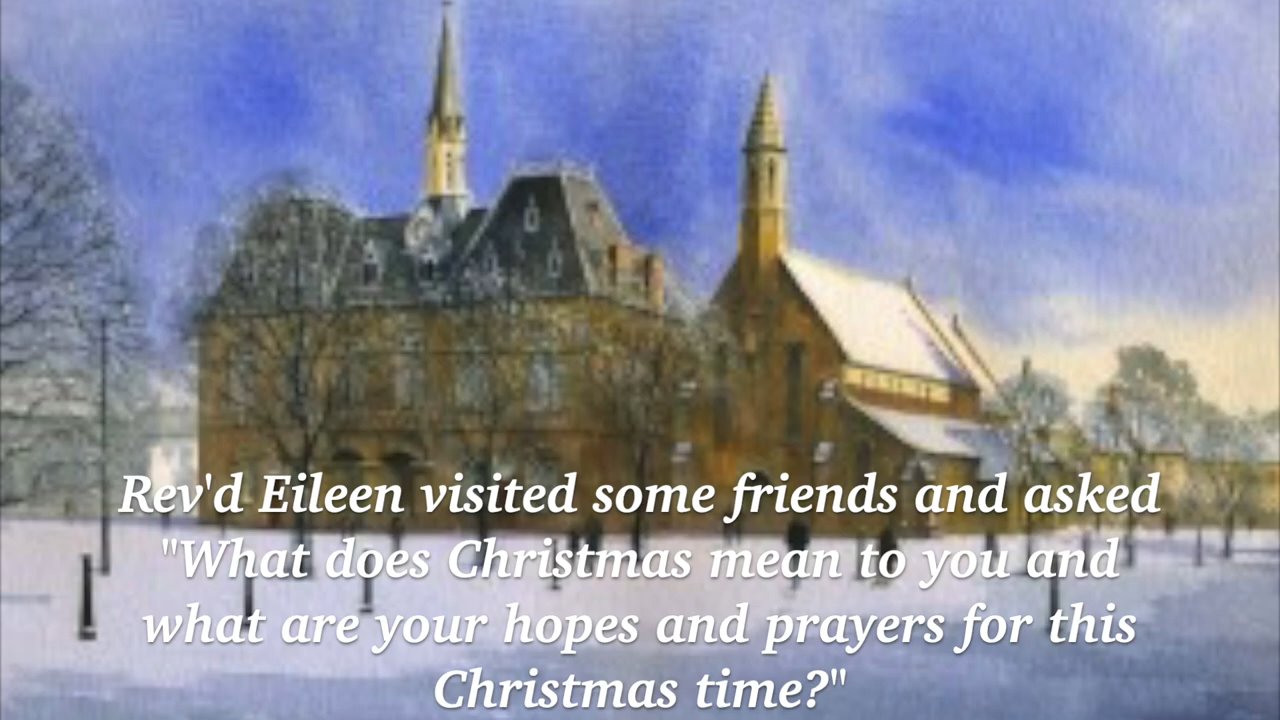 Rev'd Eileen visited some friends and asked
"What does Christmas mean to you and
what are your hopes and prayers for this
Christmas time?"